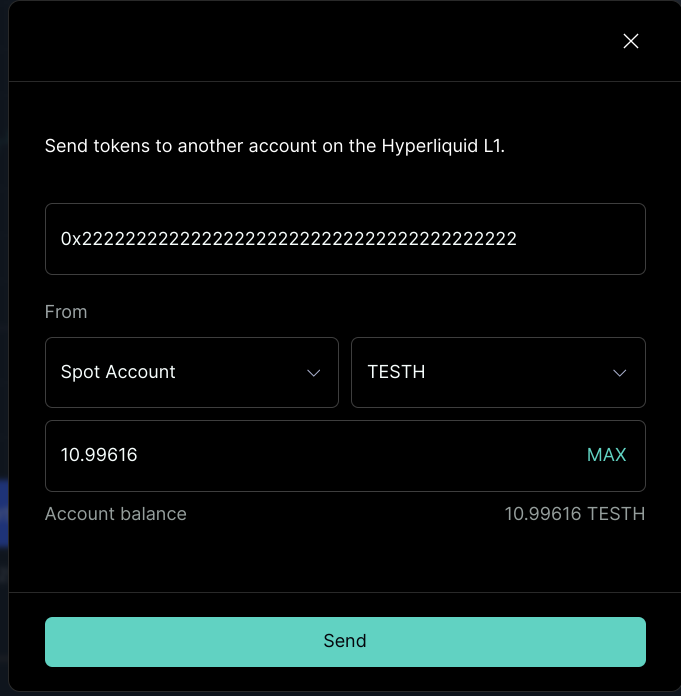 Send tokens to another account on the Hyperliquid L1.
0x2222222222222222222222222222222222222222
From
Spot Account
TESTH
10.99616
MAX
Account balance
10.99616 TESTH
Send